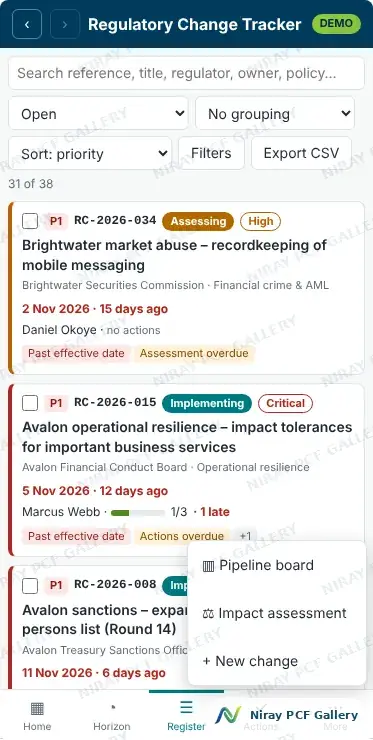 Regulatory Change Tracker DEMO
Search reference, title, regulator, owner, policy…
Open No grouping
Sort: priority Filters Export CSV
31 of 38
P1 RC-2026-034 Assessing High
Brightwater market abuse – recordkeeping of
mobile messaging
Brightwater Securities Commission · Financial crime & AML
2 Nov 2026 · 15 days ago
Daniel Okoye · no actions
Past effective date Assessment overdue
P1 RC-2026-015 Implementing Critical
Avalon operational resilience – impact tolerances
for important business services
Avalon Financial Conduct Board · Operational resilience
5 Nov 2026 · 12 days ago
Marcus Webb · 1/3 · 1 late
Past effective date Actions overdue +1
P1 RC-2026-008
Avalon sanctions –
persons list (Round 14)
Avalon Treasury Sanctions
11 Nov 2026 · 6 days ago
Pipeline board
Impact assessment
+ New change
Home Horizon Register Actions More
Niray PCF Gallery
NIRAY PCF GALLERY